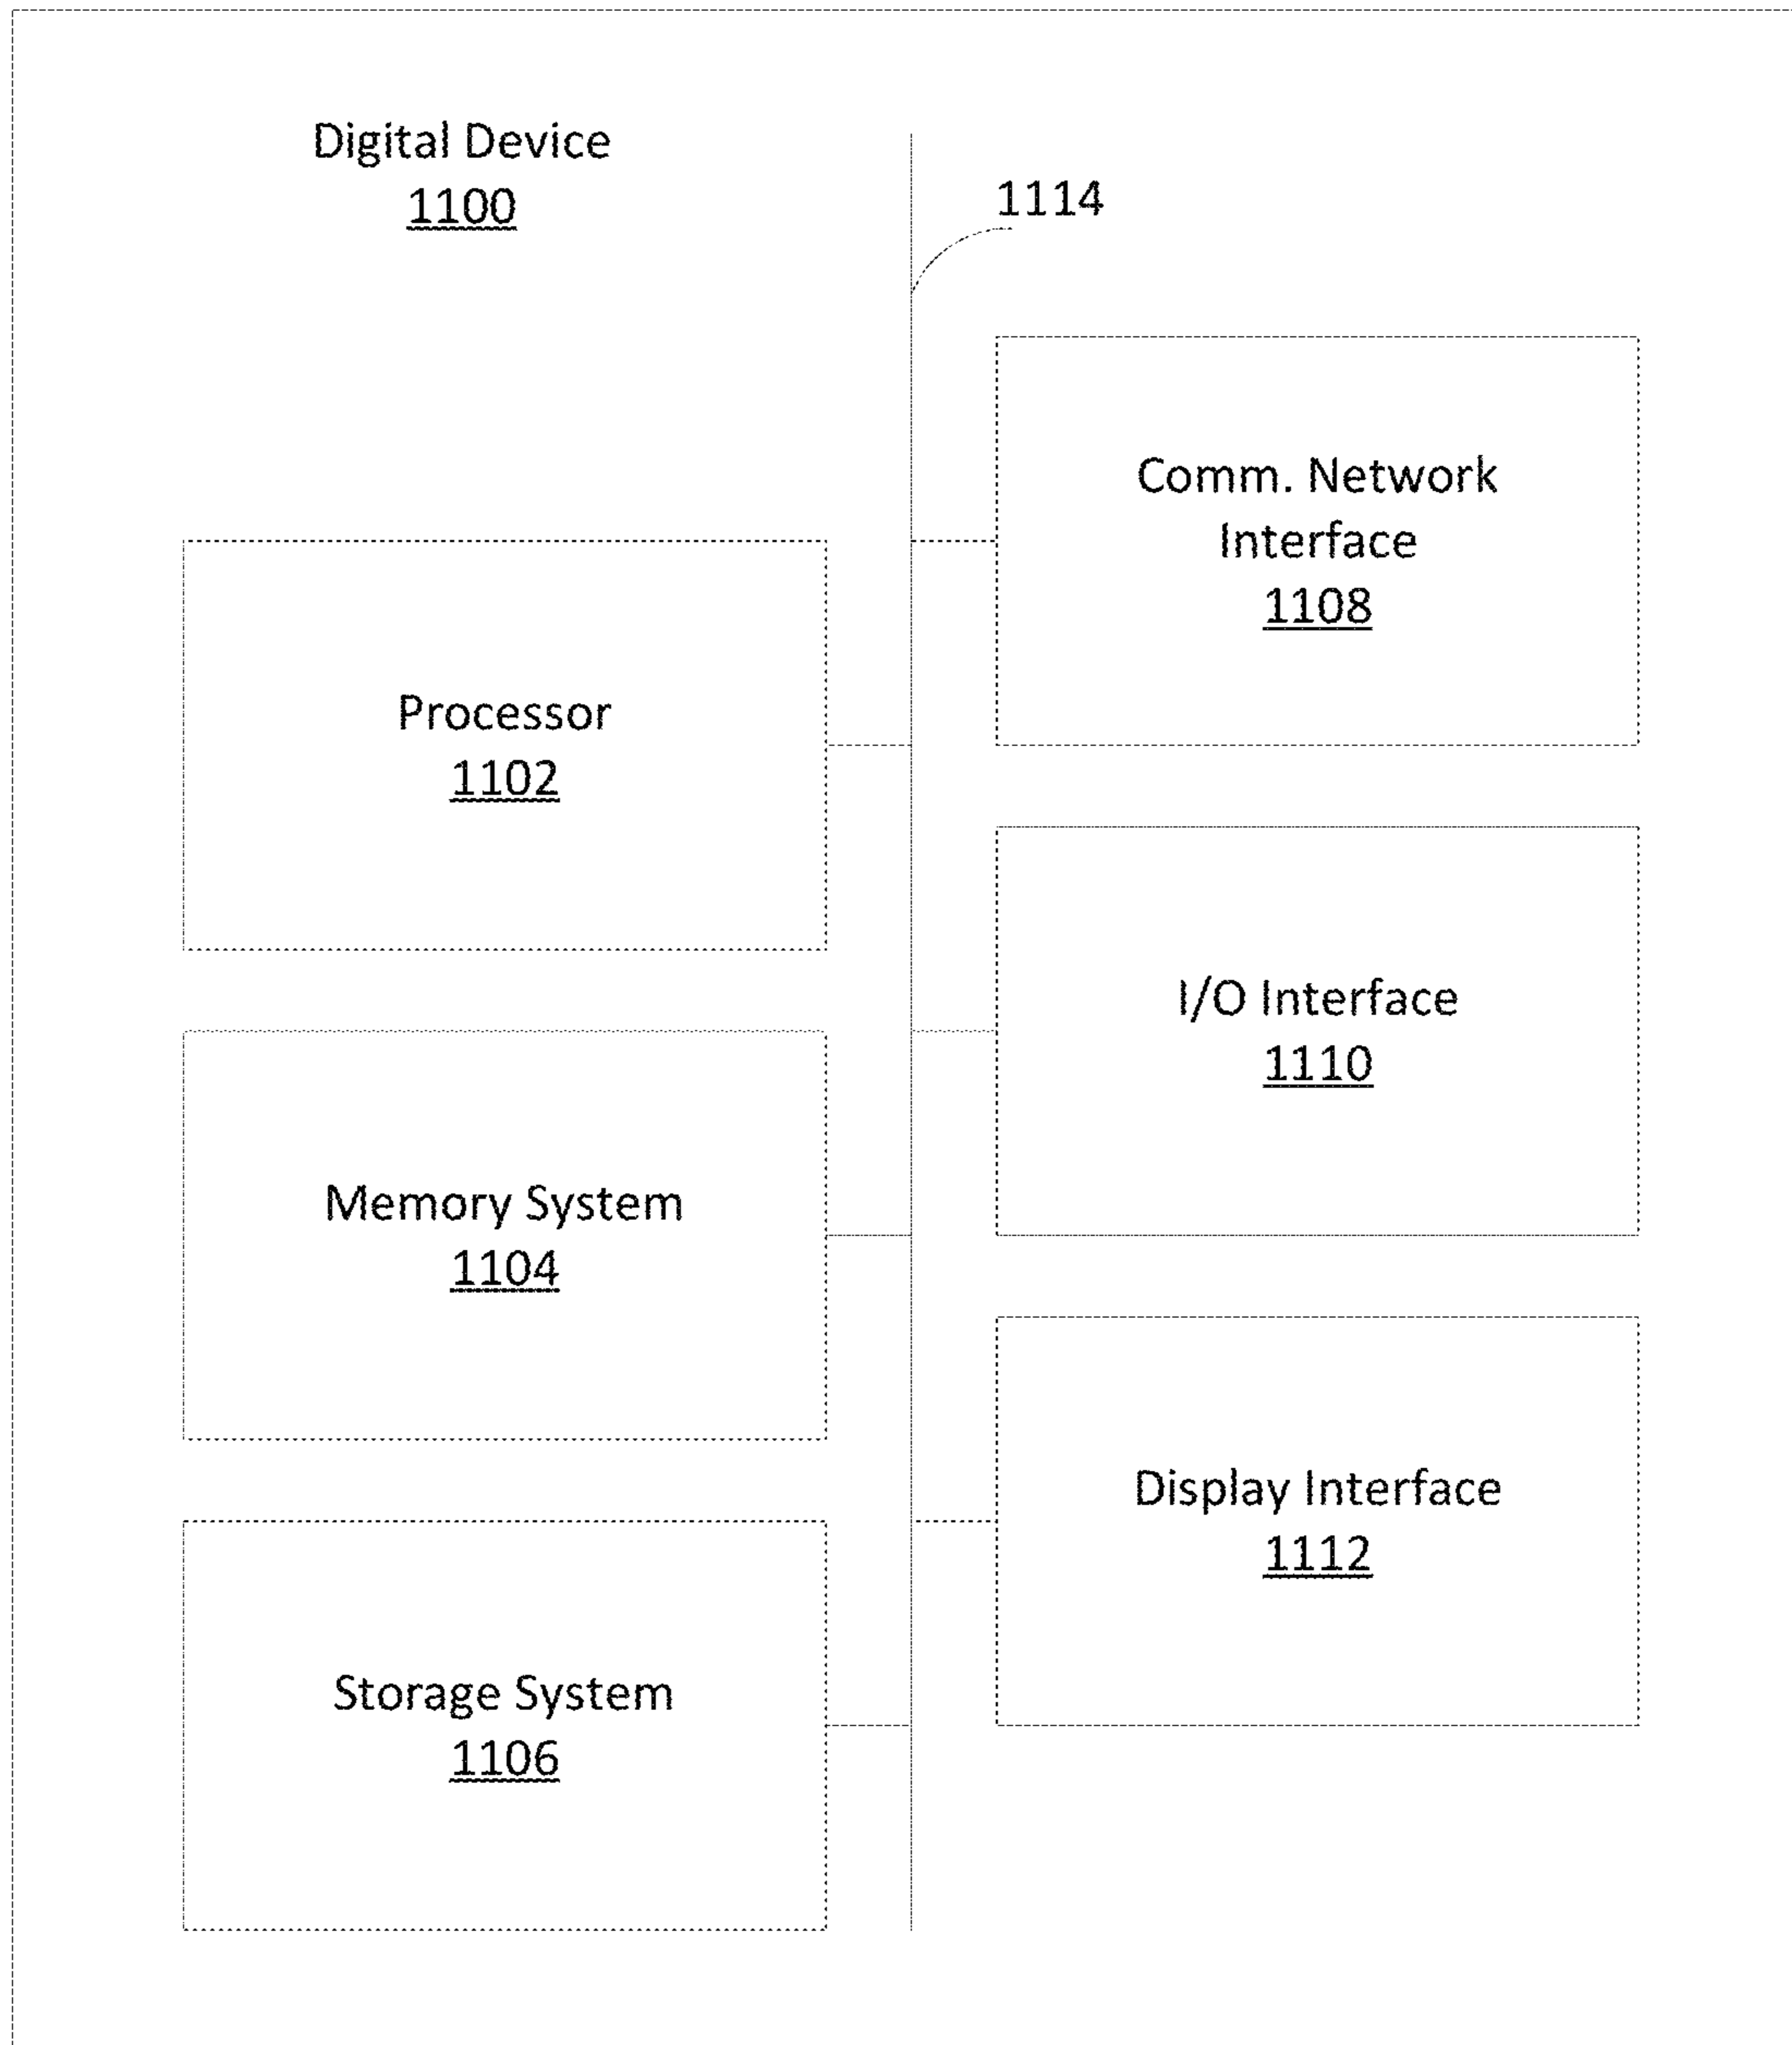 Digital Device
1100
1114
Comm. Network
Interface
1108
Processor
1102
I/O Interface
1110
Memory System
1104
Display Interface
1112
Storage System
1106